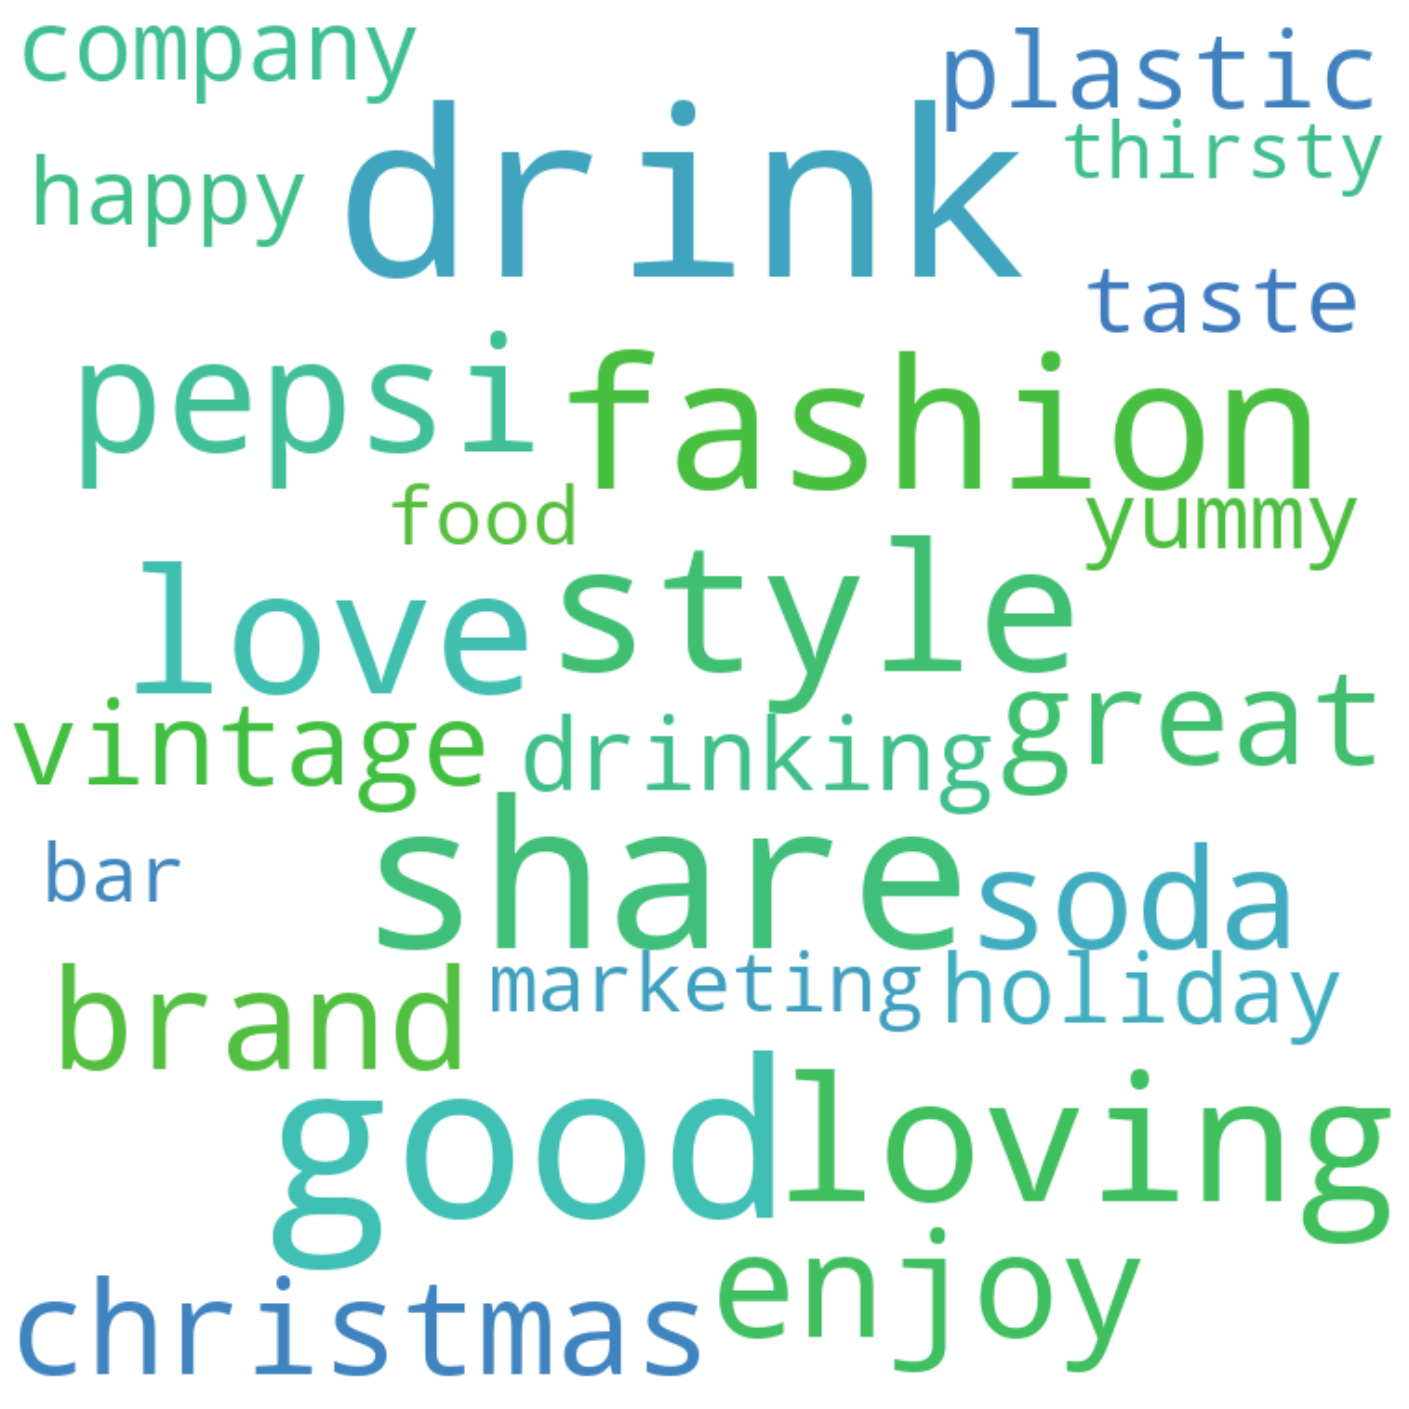 company
plastic
drink
thirsty
happy
taste
pepsi
fashion
food
yummy
love
style
great
vintage
drinking
share
bar
soda
brand
marketing
holiday
good
loving
enjoy
christmas